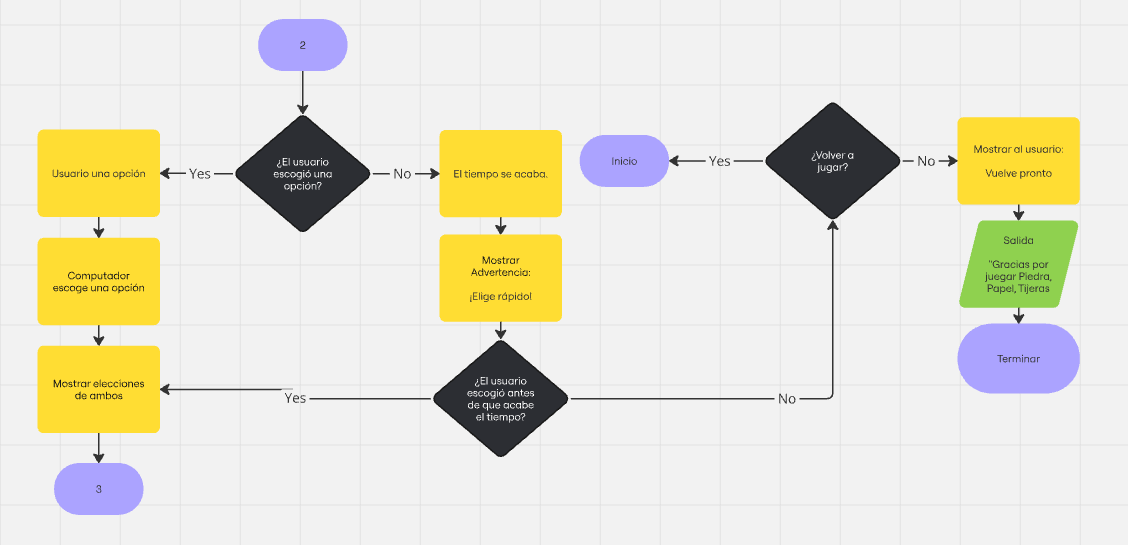 2
¿El usuario
escogió una
opción?
Yes
No
Usuario una opción
Computador
escoge una opción
Mostrar elecciones
de ambos
3
El tiempo se acaba.
Mostrar
Advertencia:
¡Elige rápido!
¿El usuario
escogió antes
de que acabe
el tiempo?
Yes
No
¿Volver a
jugar?
Yes
No
Inicio
Mostrar al usuario:
Vuelve pronto
Salida
"Gracias por
juegar Piedra,
Papel, Tijeras
Terminar